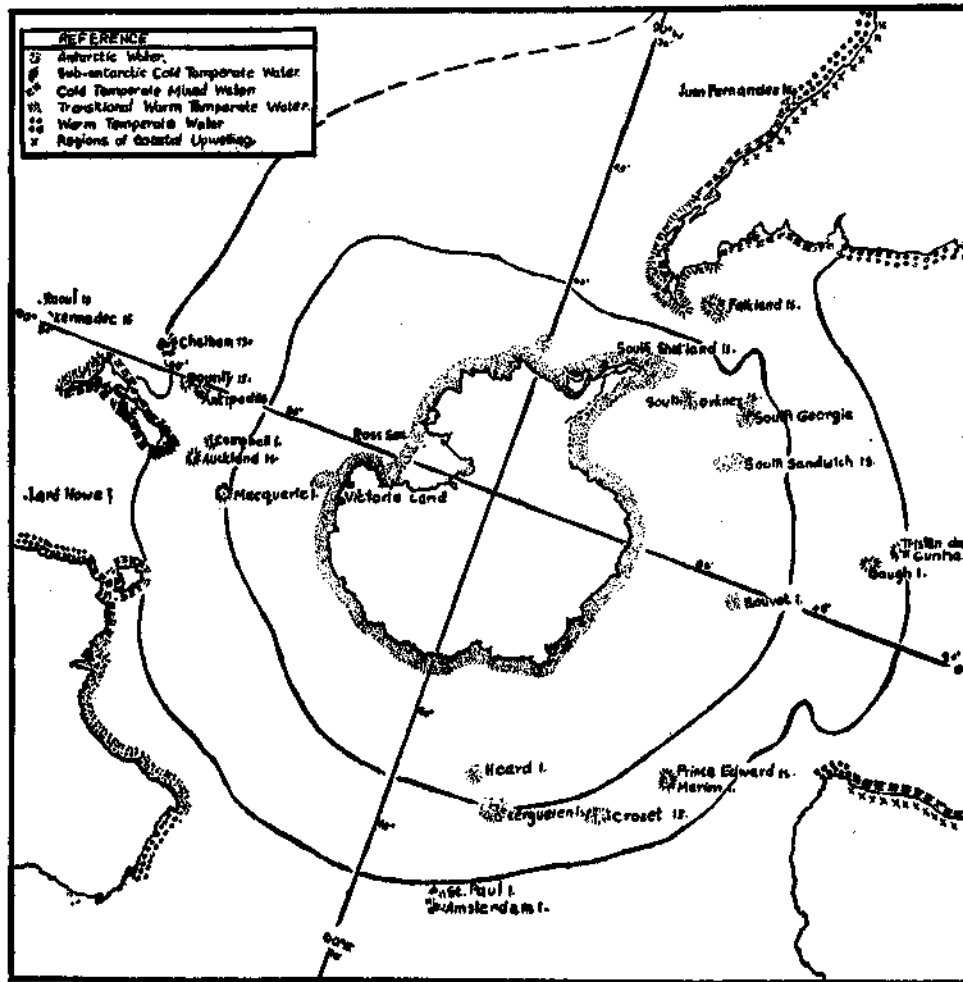 REFERENCE
Antarctic Water.
Sub-antarctic Cold Temperate Water
Cold Temperate Mixed Water
Transitional Warm Temperate Water.
Warm Temperate Water
Regions of Coastal Upwelling.
Juan Fernandez Is.
Raoul Is
Kermadec Is
Chatham Is.
Falkland Is.
South Shetland Is.
Bounty Is.
Antipodes
South Orkney Is.
South Georgia
Ross Sea
Campbell I.
Auckland Is
South Sandwich Is.
Macquarie I.
Victoria Land
Lord Howe I
Tristan da
Cunha
Gough I.
Bouvet I.
Heard I.
Prince Edward Is.
Marion I.
Kerguelen Is
Crozet Is.
St. Paul I.
Amsterdam I.